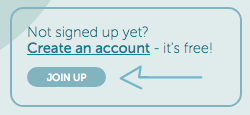 Not signed up yet?
Create an account - it's free!
JOIN UP